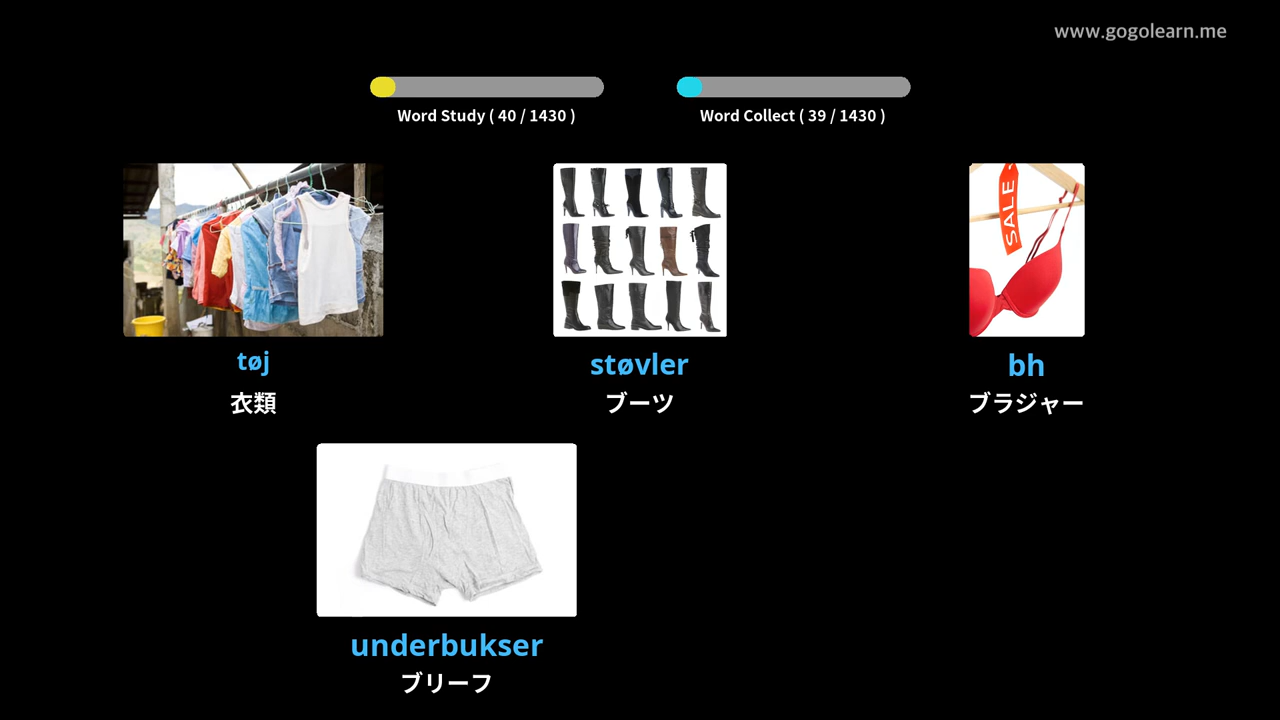 www.gogolearn.me
Word Study ( 40 / 1430 )
Word Collect ( 39 / 1430 )
SALE
tøj
støvler
bh
衣類
ブーツ
ブラジャー
underbukser
ブリーフ